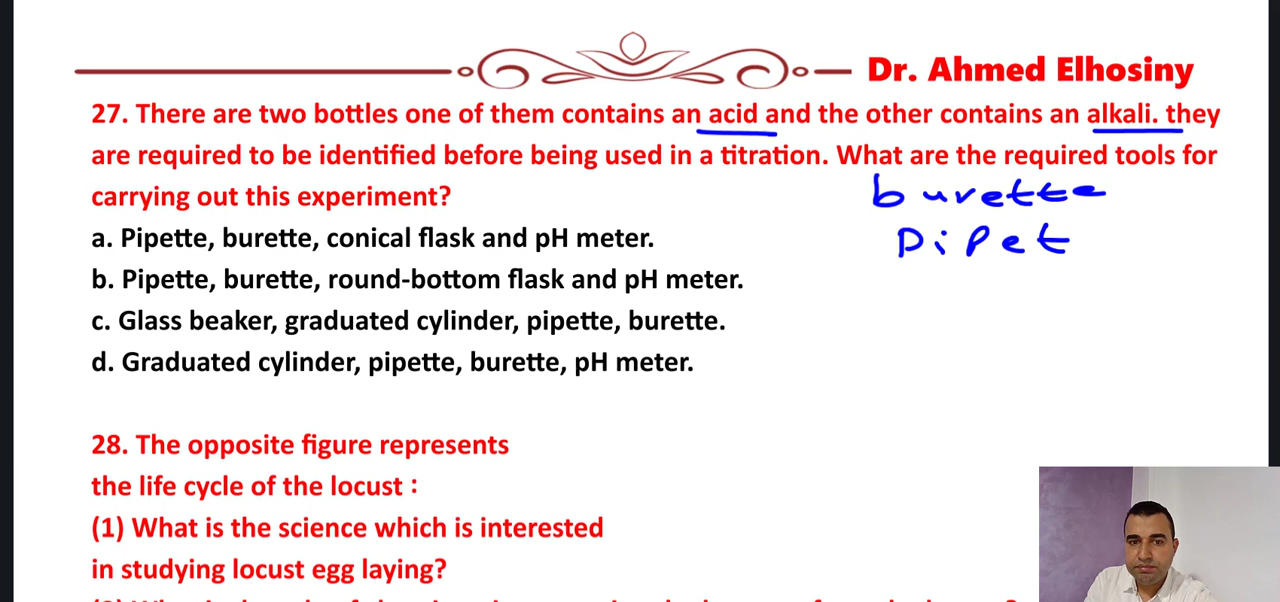 Dr. Ahmed Elhosiny
27. There are two bottles one of them contains an acid and the other contains an alkali. they
are required to be identified before being used in a titration. What are the required tools for
carrying out this experiment?
burette
a. Pipette, burette, conical flask and pH meter.
Pipet
b. Pipette, burette, round-bottom flask and pH meter.
c. Glass beaker, graduated cylinder, pipette, burette.
d. Graduated cylinder, pipette, burette, pH meter.
28. The opposite figure represents
the life cycle of the locust :
(1) What is the science which is interested
in studying locust egg laying?